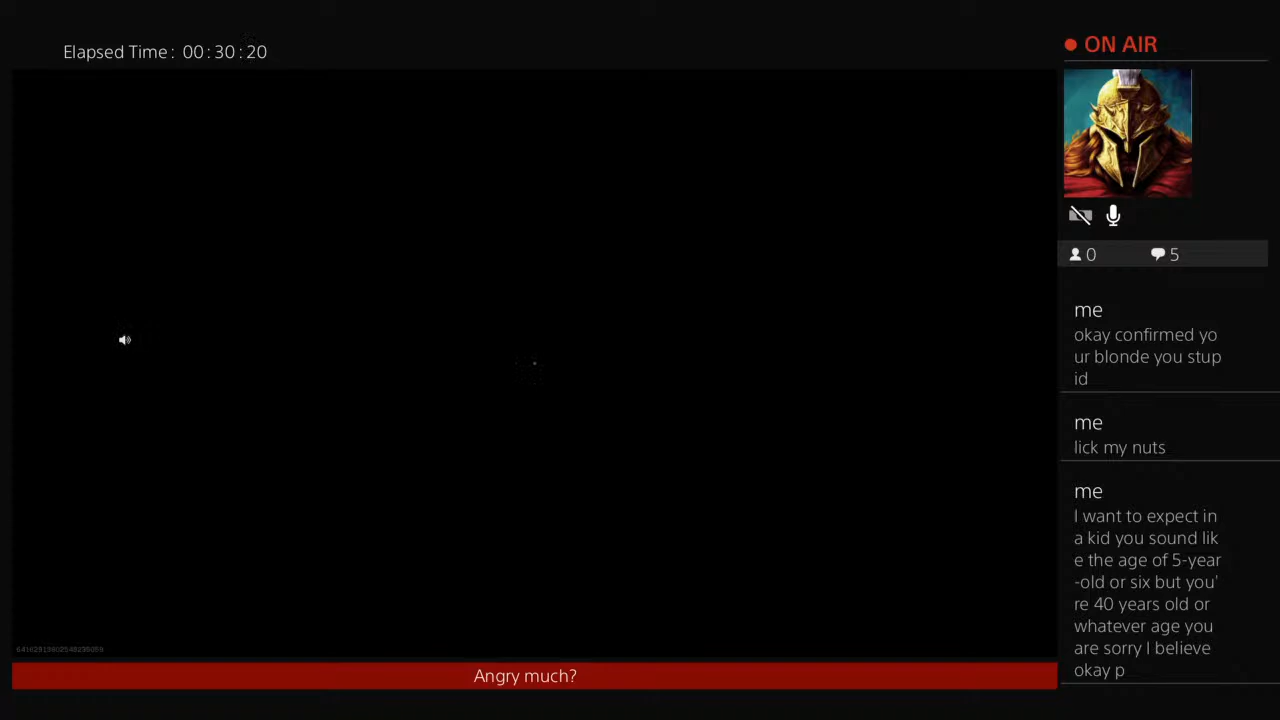 Elapsed Time: 00:30:20
ON AIR
0 5
me
okay confirmed yo
ur blonde you stup
id
me
lick my nuts
me
I want to expect in
a kid you sound lik
e the age of 5-year
-old or six but you'
re 40 years old or
whatever age you
are sorry I believe
okay p
Angry much?